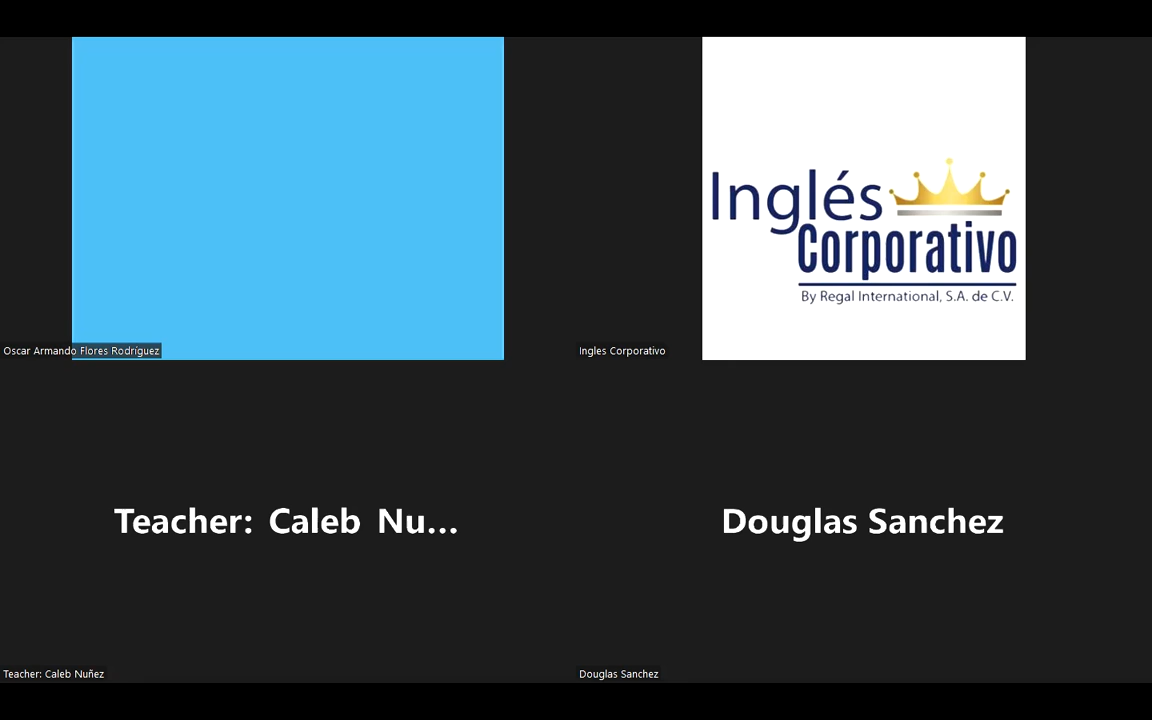 Inglés
Corporativo
By Regal International, S.A. de C.V.
Oscar Armando Flores Rodríguez
Ingles Corporativo
Teacher: Caleb Nu...
Douglas Sanchez
Teacher: Caleb Nuñez
Douglas Sanchez